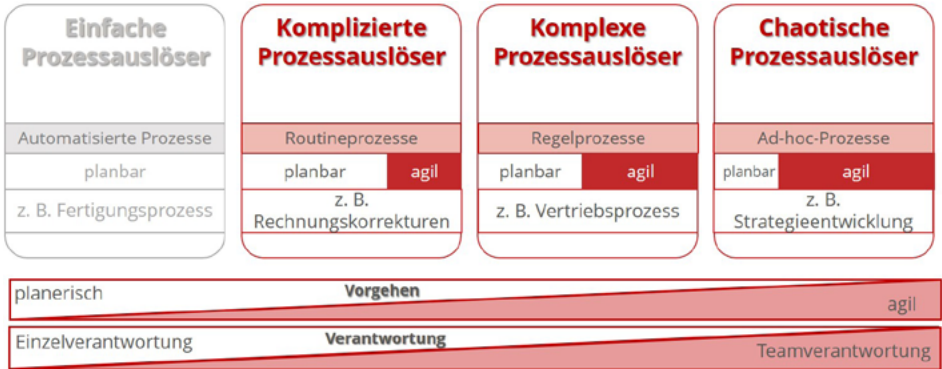 Einfache
Prozessauslöser
Automatisierte Prozesse
planbar
z. B. Fertigungsprozess
Komplizierte
Prozessauslöser
Routineprozesse
planbar agil
z. B.
Rechnungskorrekturen
Komplexe
Prozessauslöser
Regelprozesse
planbar agil
z. B. Vertriebsprozess
Chaotische
Prozessauslöser
Ad-hoc-Prozesse
planbar agil
z. B.
Strategieentwicklung
planerisch Vorgehen agil
Einzelverantwortung Verantwortung Teamverantwortung